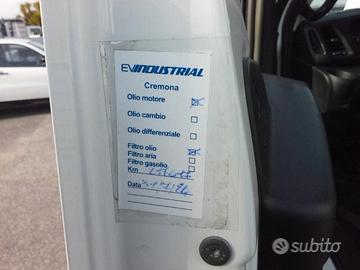 EVINDUSTRIAL
Cremona
Olio motore
Olio cambio
Olio differenziale
Filtro olio
Filtro aria
Filtro gasolio
Km
Data
subito